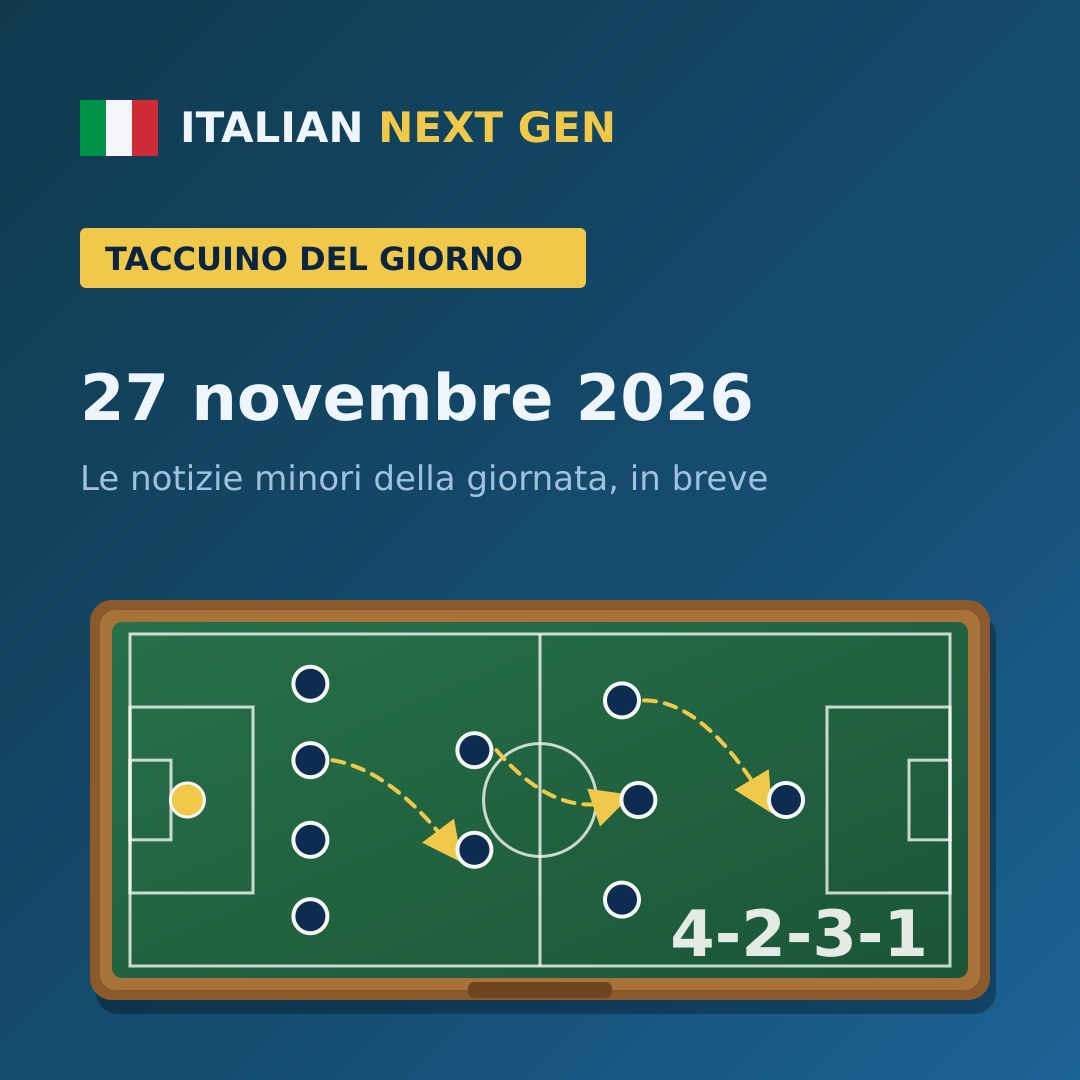 ITALIAN NEXT GEN
TACCUINO DEL GIORNO
27 novembre 2026
Le notizie minori della giornata, in breve
4-2-3-1